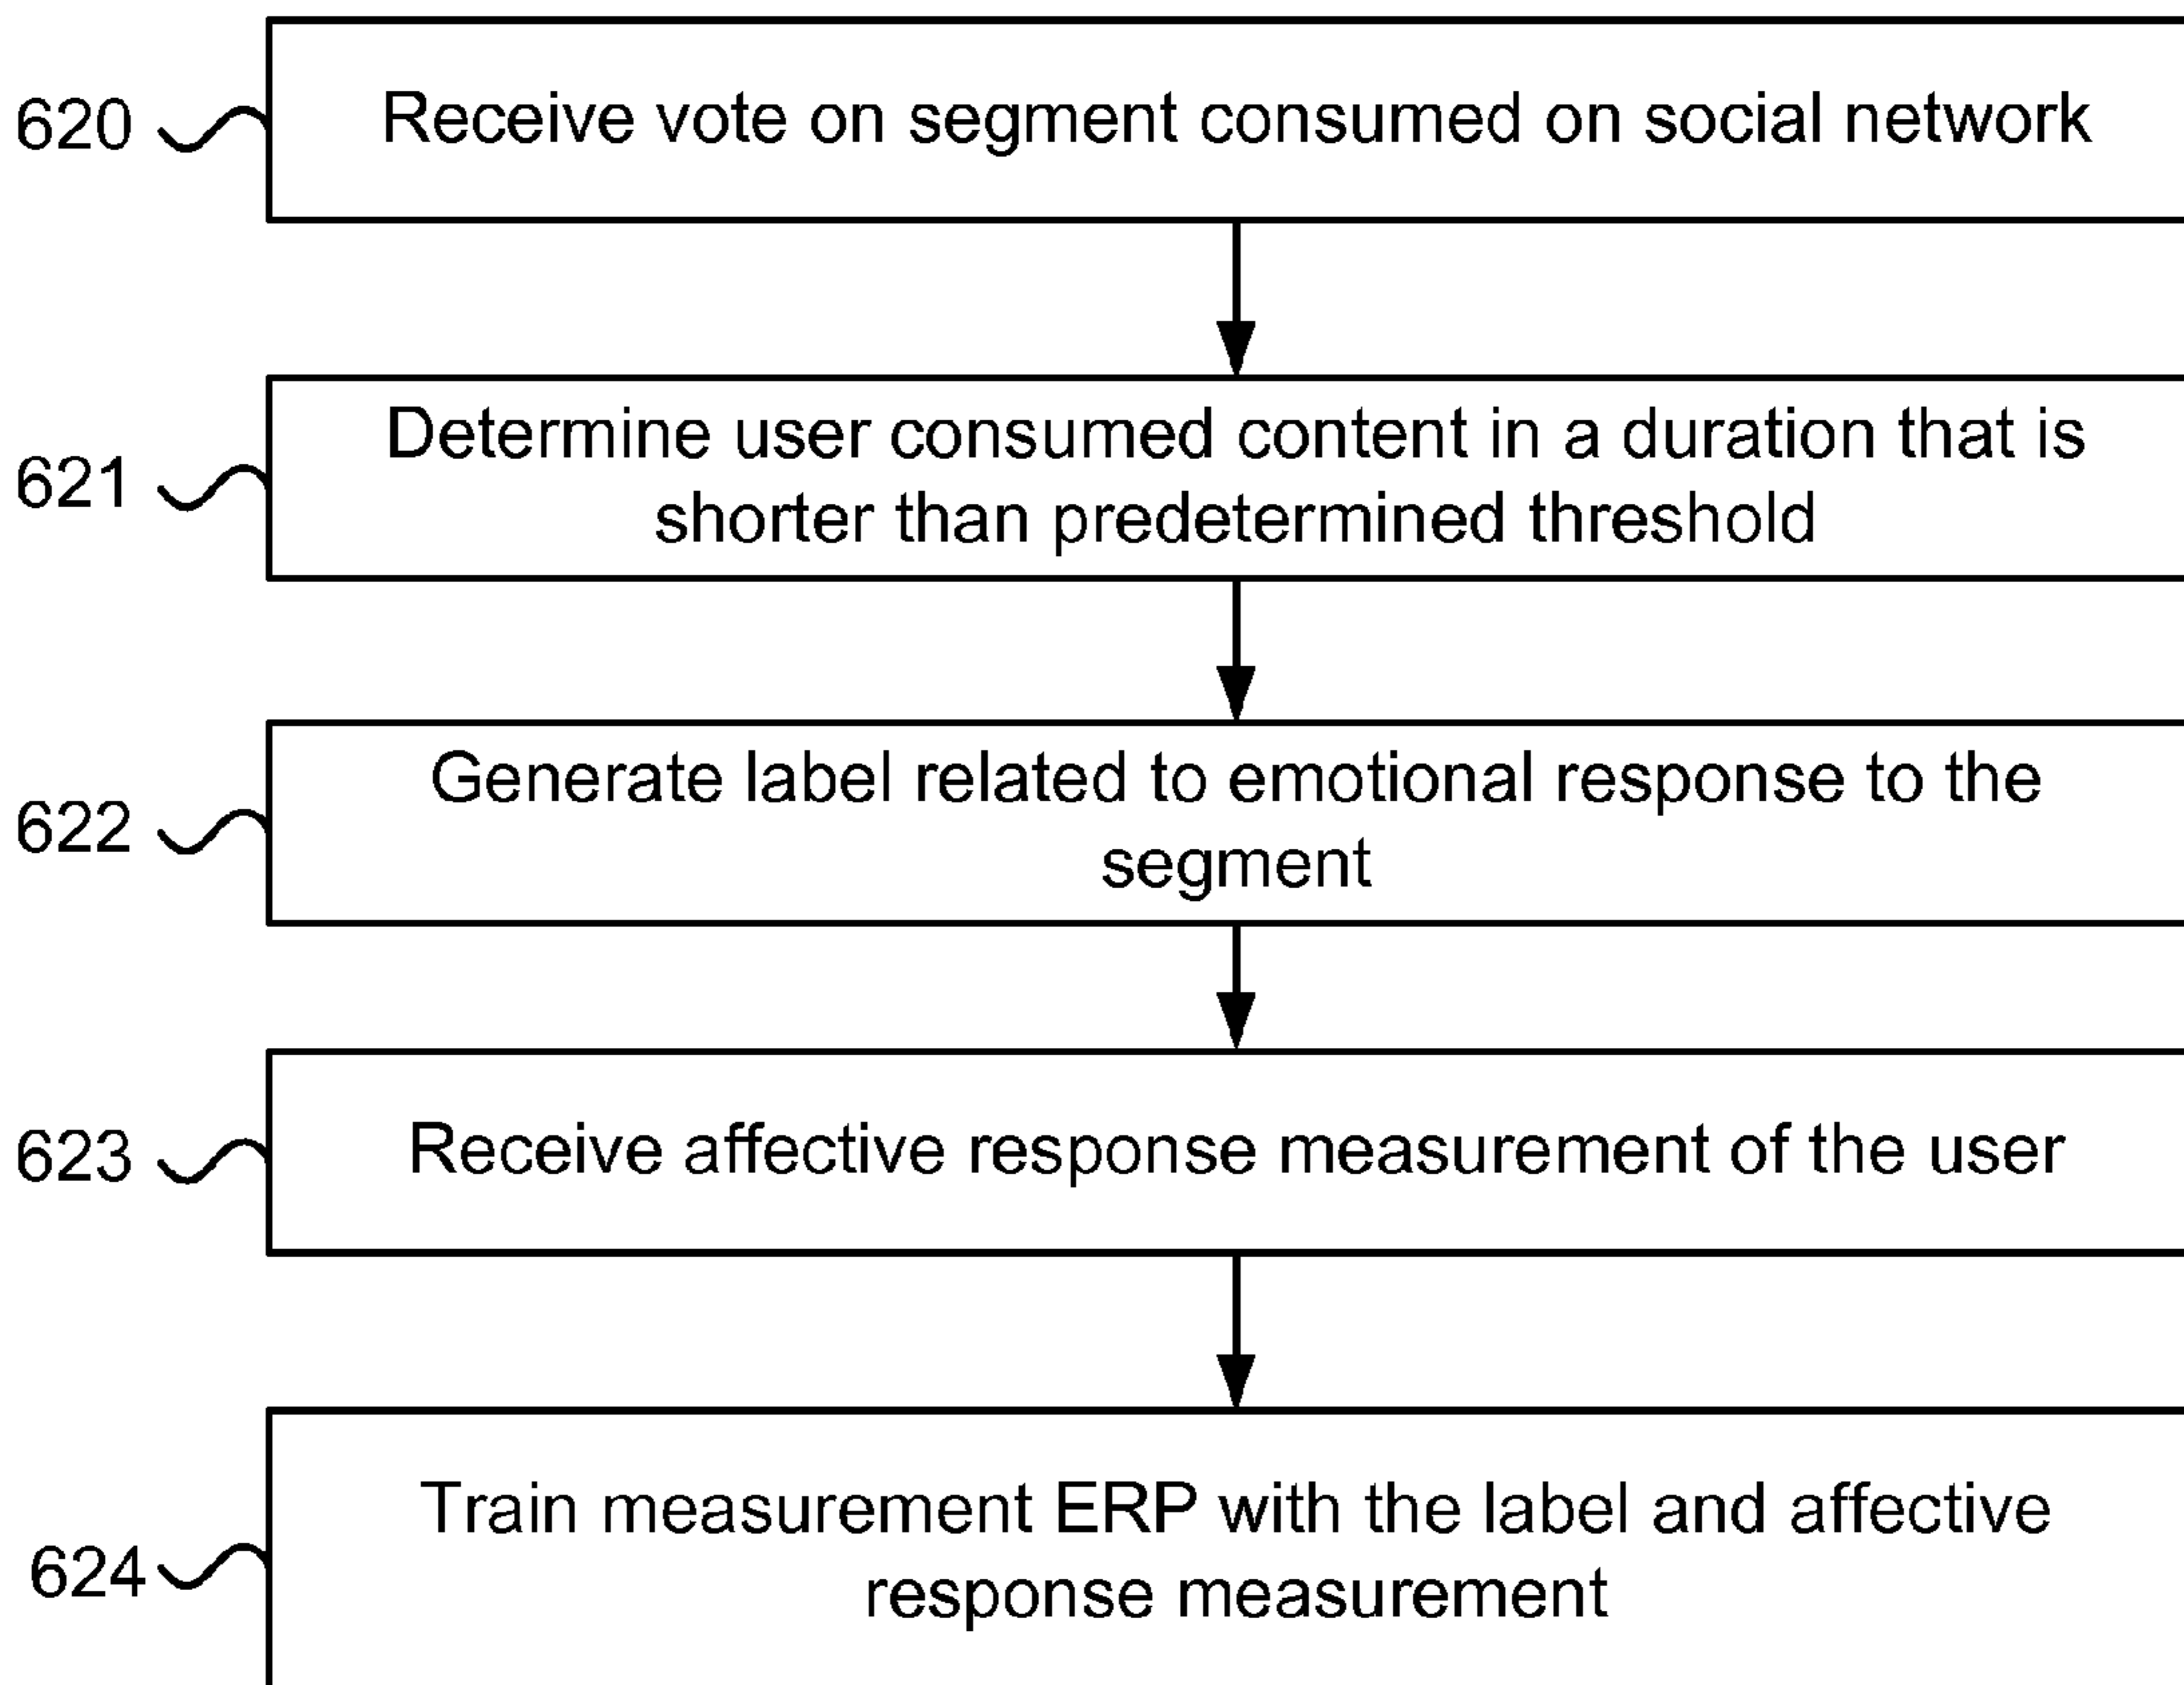 620
Receive vote on segment consumed on social network
621
Determine user consumed content in a duration that is
shorter than predetermined threshold
622
Generate label related to emotional response to the
segment
623
Receive affective response measurement of the user
624
Train measurement ERP with the label and affective
response measurement